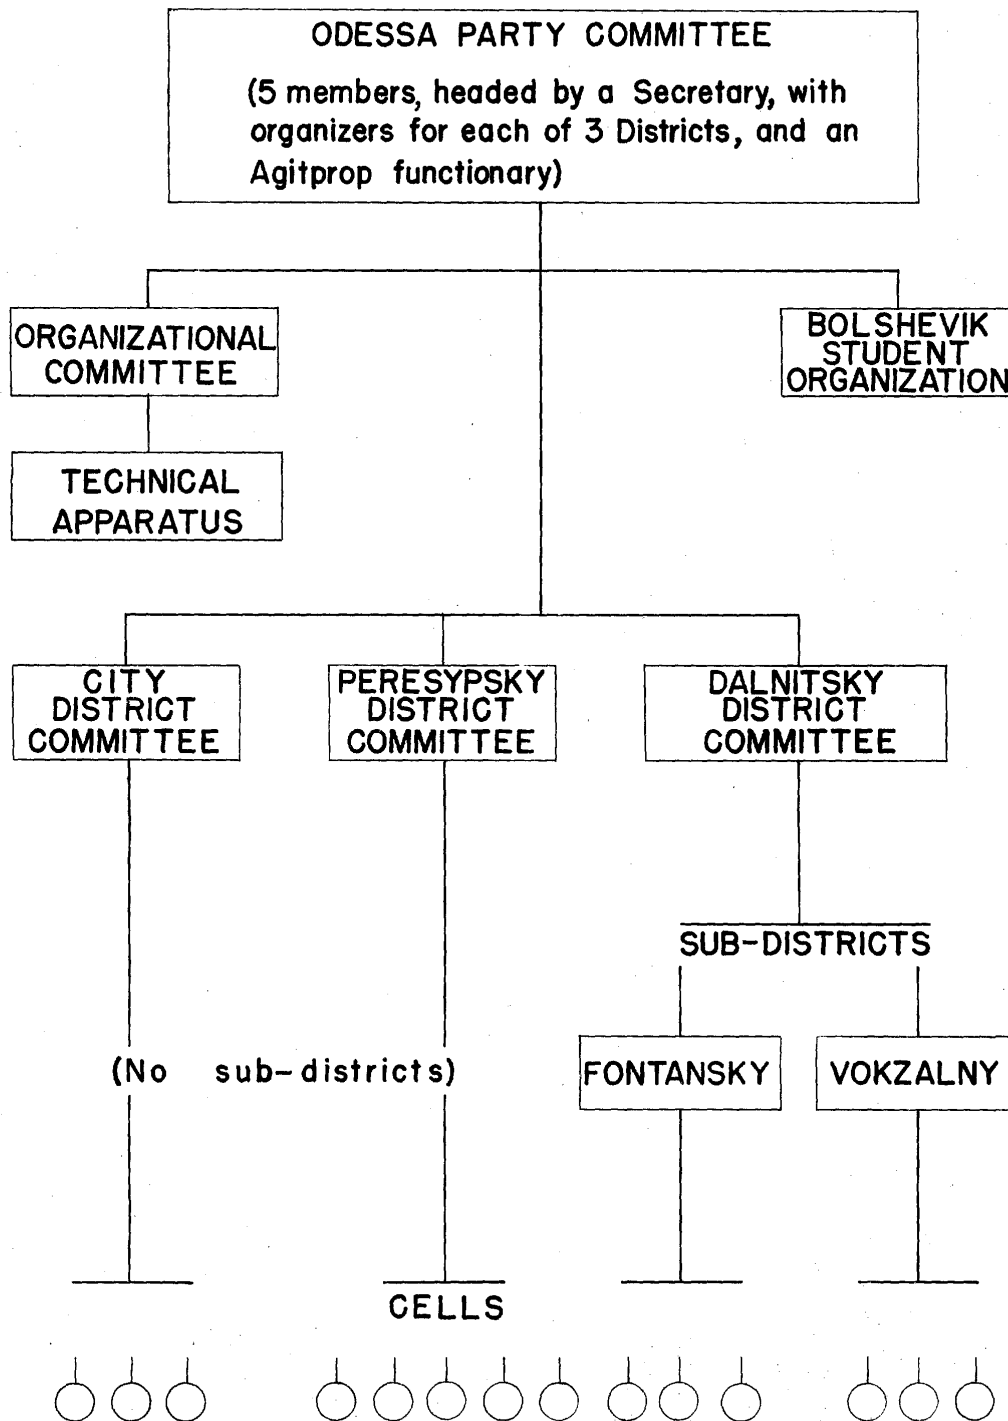 ODESSA PARTY COMMITTEE
(5 members, headed by a Secretary, with
organizers for each of 3 Districts, and an
Agitprop functionary)
ORGANIZATIONAL
COMMITTEE
BOLSHEVIK
STUDENT
ORGANIZATION
TECHNICAL
APPARATUS
CITY
DISTRICT
COMMITTEE
PERESYPSKY
DISTRICT
COMMITTEE
DALNITSKY
DISTRICT
COMMITTEE
SUB-DISTRICTS
(No sub-districts)
FONTANSKY
VOKZALNY
CELLS